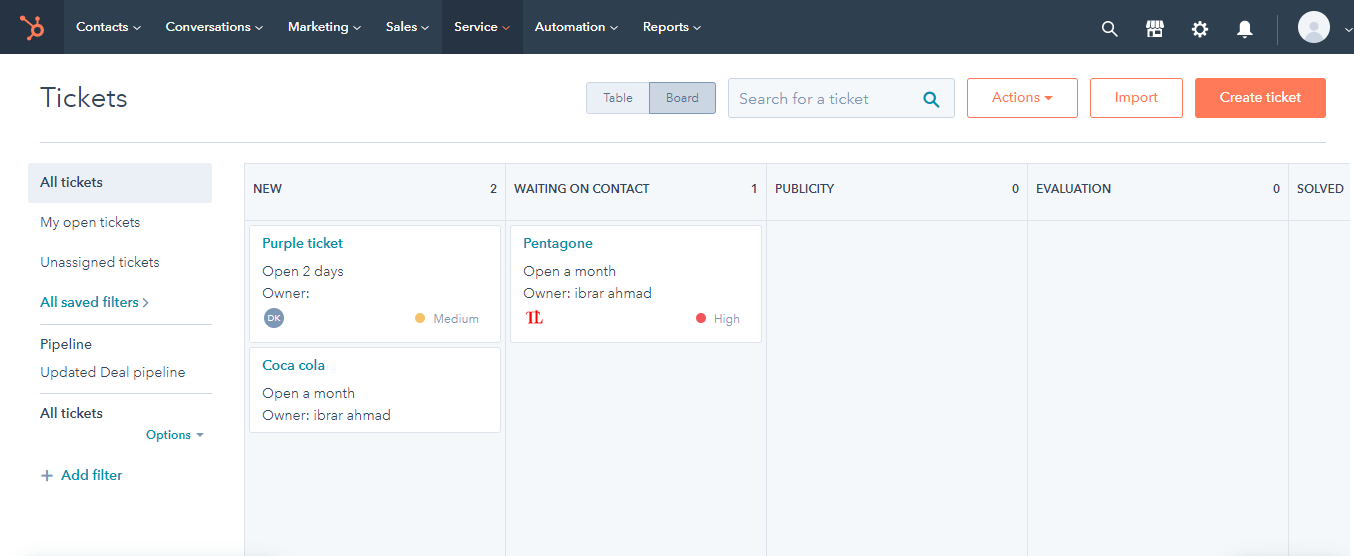 Contacts Conversations Marketing Sales Service Automation Reports
Tickets
Table Board Search for a ticket Actions Import Create ticket
All tickets
My open tickets
Unassigned tickets
All saved filters
Pipeline
Updated Deal pipeline
All tickets
Options
Add filter
NEW 2
Purple ticket
Open 2 days
Owner:
DK Medium
Coca cola
Open a month
Owner: ibrar ahmad
WAITING ON CONTACT 1
Pentagone
Open a month
Owner: ibrar ahmad
High
PUBLICITY 0
EVALUATION 0
SOLVED